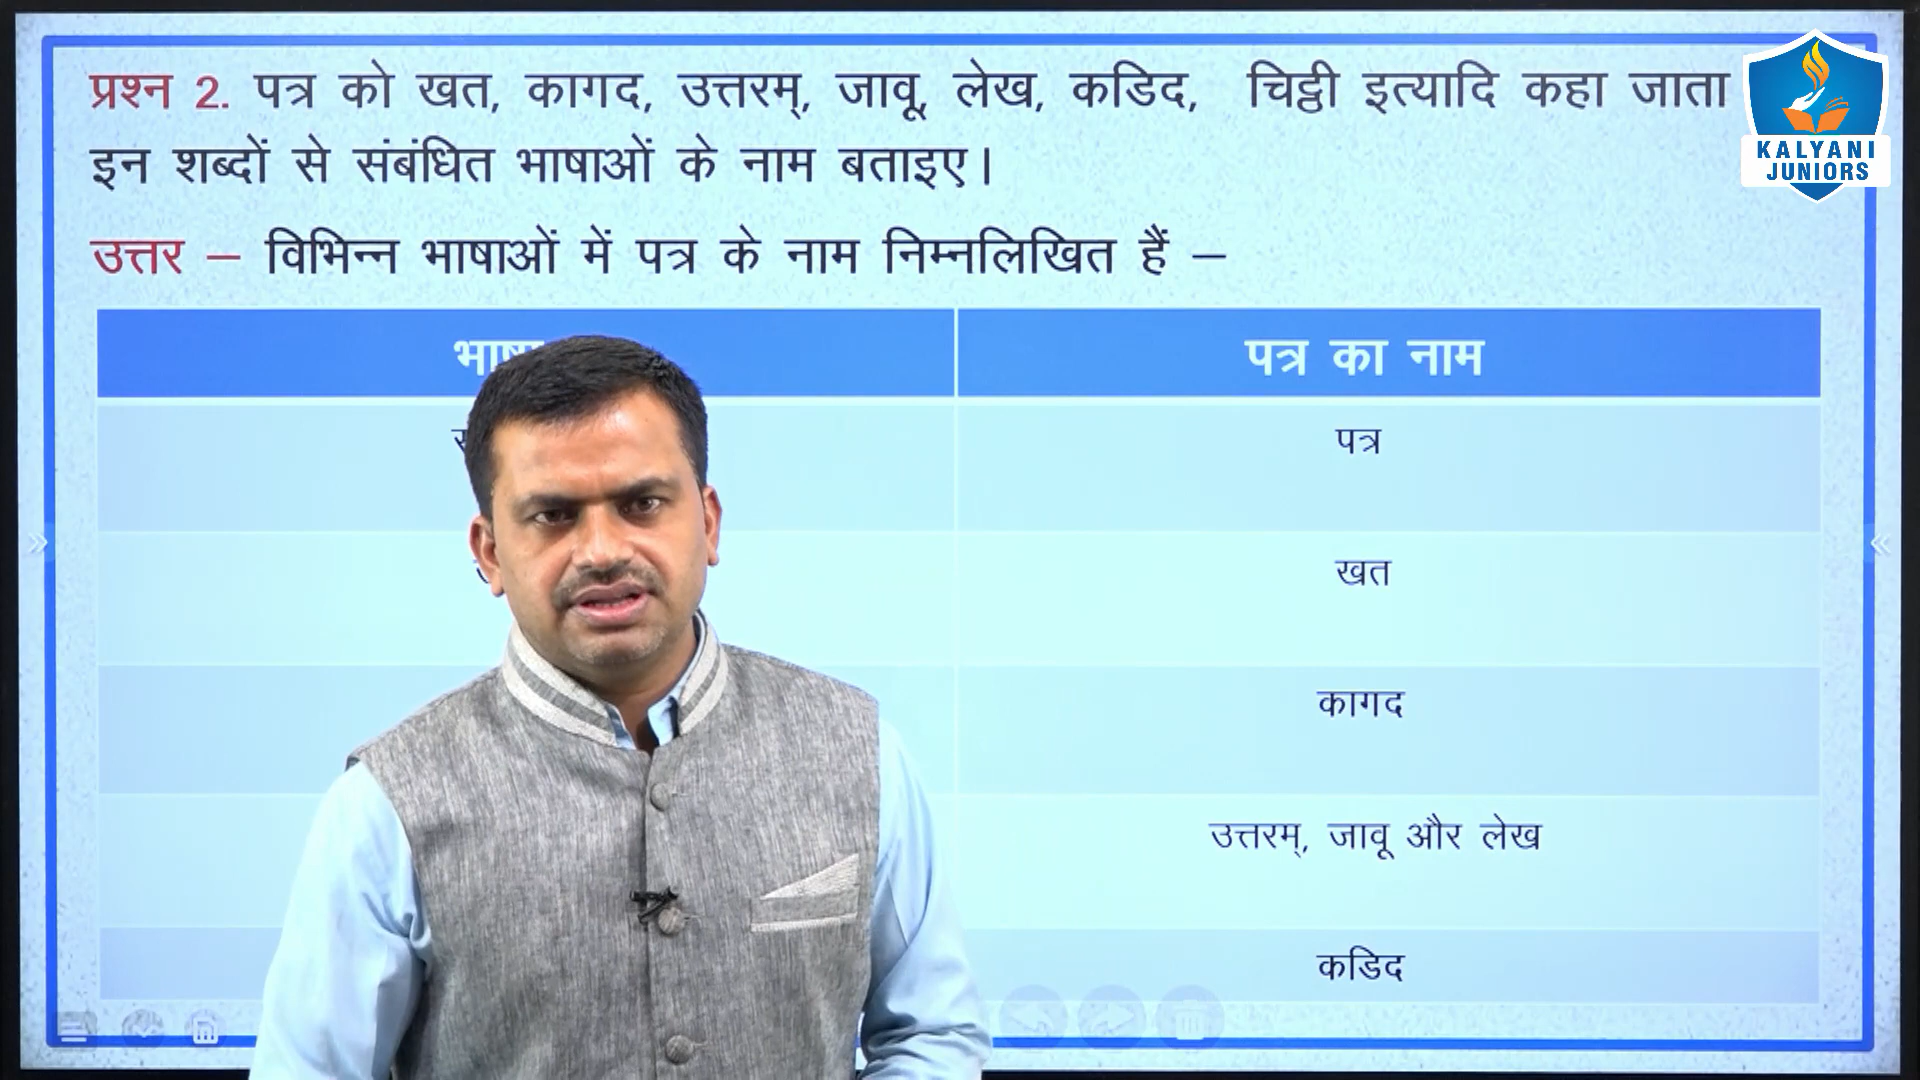 प्रश्न 2. पत्र को खत, कागद, उत्तरम्, जावू, लेख, कडिद, चिट्ठी इत्यादि कहा जाता
इन शब्दों से संबंधित भाषाओं के नाम बताइए।
उत्तर – विभिन्न भाषाओं में पत्र के नाम निम्नलिखित हैं –
पत्र का नाम
पत्र
खत
कागद
उत्तरम्, जावू और लेख
कडिद
KALYANI
JUNIORS